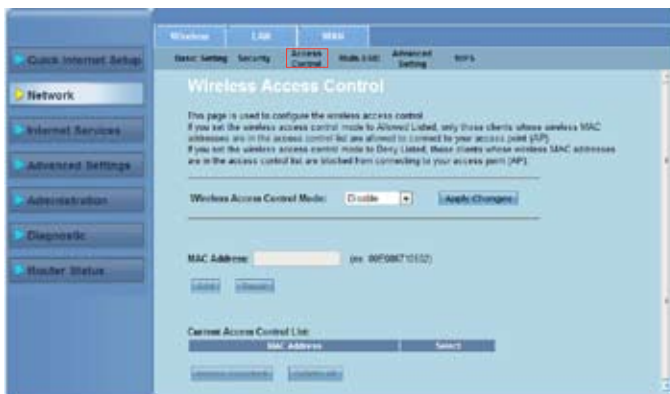 Wireless LAN WAN
Basic Setting Security Access Control Multi-SSID Advanced Setting WPS
Quick Internet Setup
Network
Internet Services
Advanced Settings
Administration
Diagnostic
Router Status
Wireless Access Control
This page is used to configure the wireless access control
If you set the wireless access control mode to Allowed Listed, only those clients whose wireless MAC
addresses are in the access control list are allowed to connect to your access point (AP).
If you set the wireless access control mode to Deny Listed, those clients whose wireless MAC addresses
are in the access control list are blocked from connecting to your access point (AP).
Wireless Access Control Mode: Disable Apply Changes
MAC Address: (ex:
Current Access Control List:
MAC Address Select